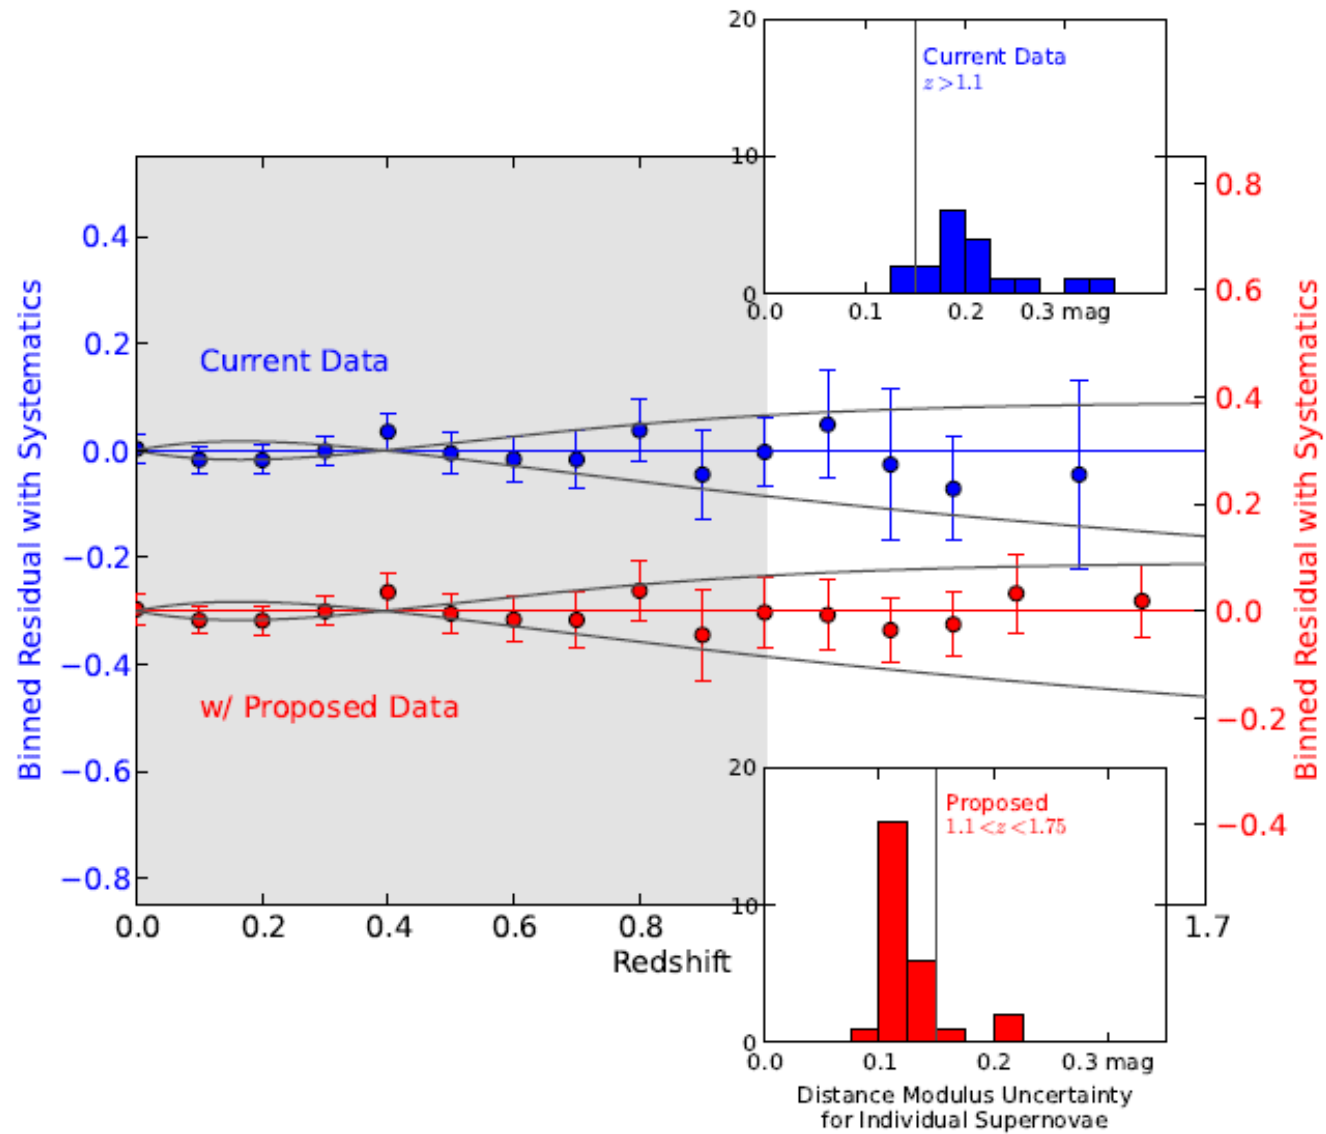 20
Current Data
z>1.1
10
0
0.0 0.1 0.2 0.3 mag
Binned Residual with Systematics
0.4
0.2
0.0
−0.2
−0.4
−0.6
−0.8
Current Data
w/ Proposed Data
0.8
0.6
0.4
0.2
0.0
−0.2
−0.4
Binned Residual with Systematics
0.0 0.2 0.4 0.6 0.8 1.7
Redshift
20
Proposed
1.1<z<1.75
10
0
0.0 0.1 0.2 0.3 mag
Distance Modulus Uncertainty
for Individual Supernovae